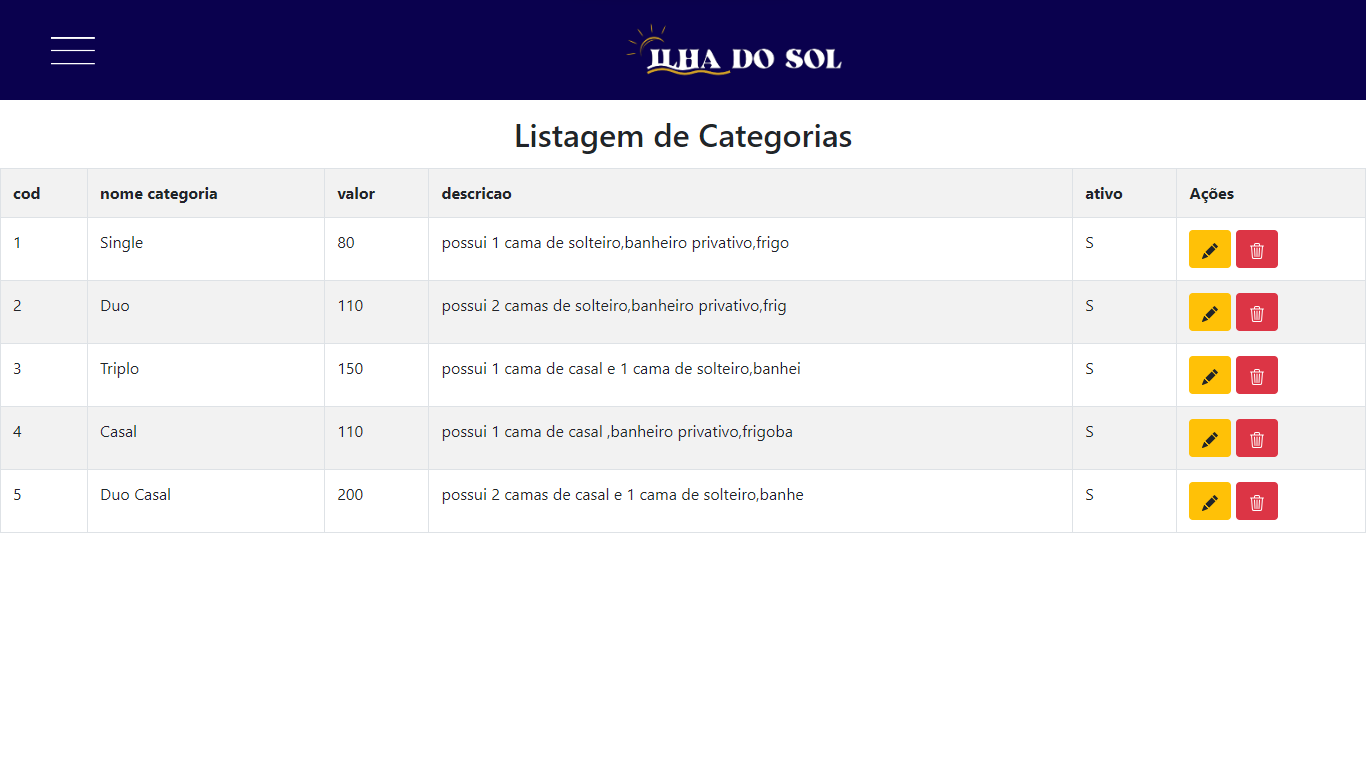 ILHA DO SOL
Listagem de Categorias
cod nome categoria valor descricao ativo Ações
1 Single 80 possui 1 cama de solteiro,banheiro privativo,frigo S
2 Duo 110 possui 2 camas de solteiro,banheiro privativo,frig S
3 Triplo 150 possui 1 cama de casal e 1 cama de solteiro,banhei S
4 Casal 110 possui 1 cama de casal ,banheiro privativo,frigoba S
5 Duo Casal 200 possui 2 camas de casal e 1 cama de solteiro,banhe S